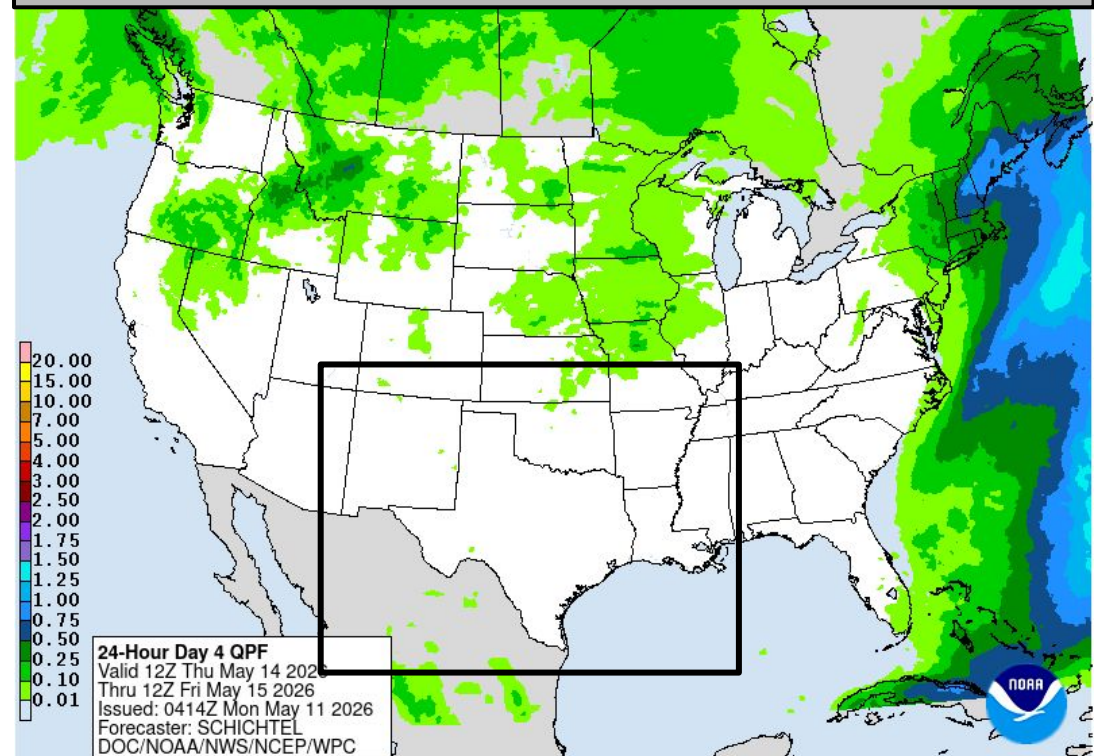 20.00
15.00
10.00
7.00
5.00
4.00
3.00
2.50
2.00
1.75
1.50
1.25
1.00
0.75
0.50
0.25
0.10
0.01
24-Hour Day 4 QPF
Valid 12Z Thu May 14 2026
Thru 12Z Fri May 15 2026
Issued: 0414Z Mon May 11 2026
Forecaster: SCHICHTEL
DOC/NOAA/NWS/NCEP/WPC
NOAA